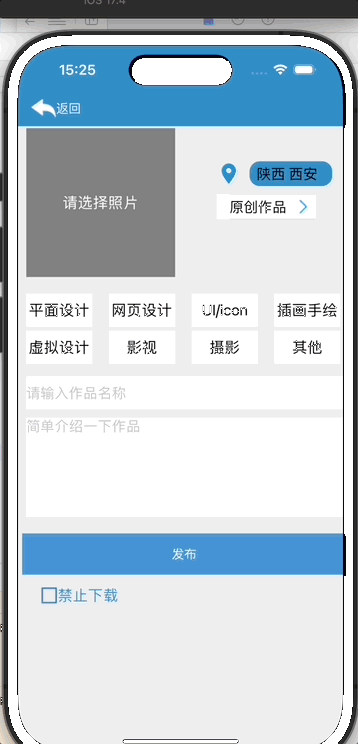 iOS 17.4
15:25
返回
请选择照片
陕西 西安
原创作品
平面设计 网页设计 UI/icon 插画手绘
虚拟设计 影视 摄影 其他
请输入作品名称
简单介绍一下作品
发布
禁止下载